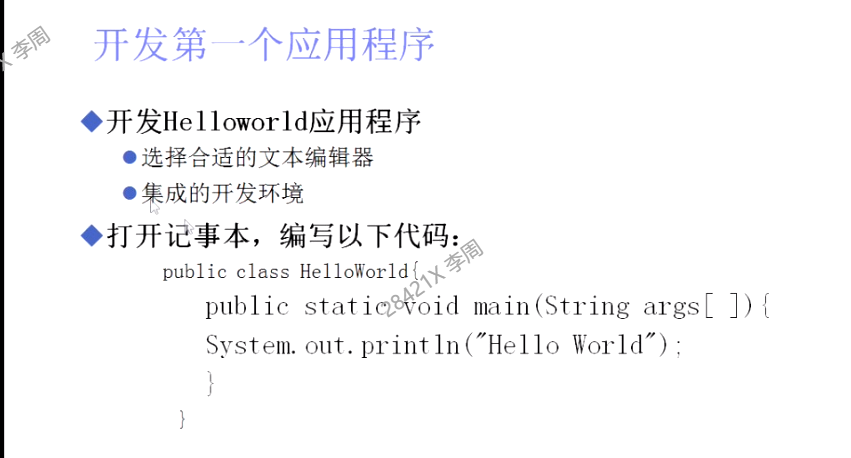 X 李周
开发第一个应用程序
开发Helloworld应用程序
选择合适的文本编辑器
集成的开发环境
打开记事本，编写以下代码：
public class HelloWorld{
28421X 李周
public static void main(String args[ ]){
System.out.println("Hello World");
}
}